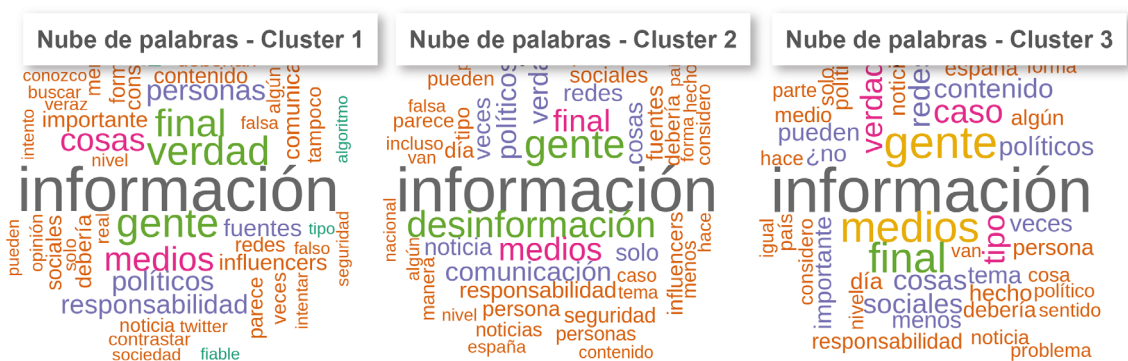 Nube de palabras - Cluster 1
conozco
contenido
buscar
personas
algún
veraz
importante
final
falsa
tampoco
algoritmo
intento
cosas
nivel
verdad
información
pueden
opinión
sociales
solo
debería
real
gente
fuentes
tipo
seguridad
medios
redes
falso
influencers
políticos
responsabilidad
parece
veces
intentar
noticia
twitter
contrastar
sociedad
fiable
Nube de palabras - Cluster 2
pueden
políticos
sociales
redes
falsa
parece
tipo
veces
final
cosas
fuentes
debería
forma
hecho
considero
incluso
van
día
gente
información
nacional
desinformación
algún
manera
noticia
medios
solo
influencers
menos
hace
comunicación
caso
responsabilidad
tema
nivel
persona
seguridad
noticias
personas
españa
contenido
Nube de palabras - Cluster 3
solo
redes
españa
forma
parte
contenido
medio
caso
algún
pueden
gente
políticos
hace
¿no
información
igual
país
considero
importante
medios
tipo
veces
final
van
persona
nivel
día
cosas
tema
cosa
sociales
hecho
político
menos
debería
sentido
responsabilidad
noticia
problema